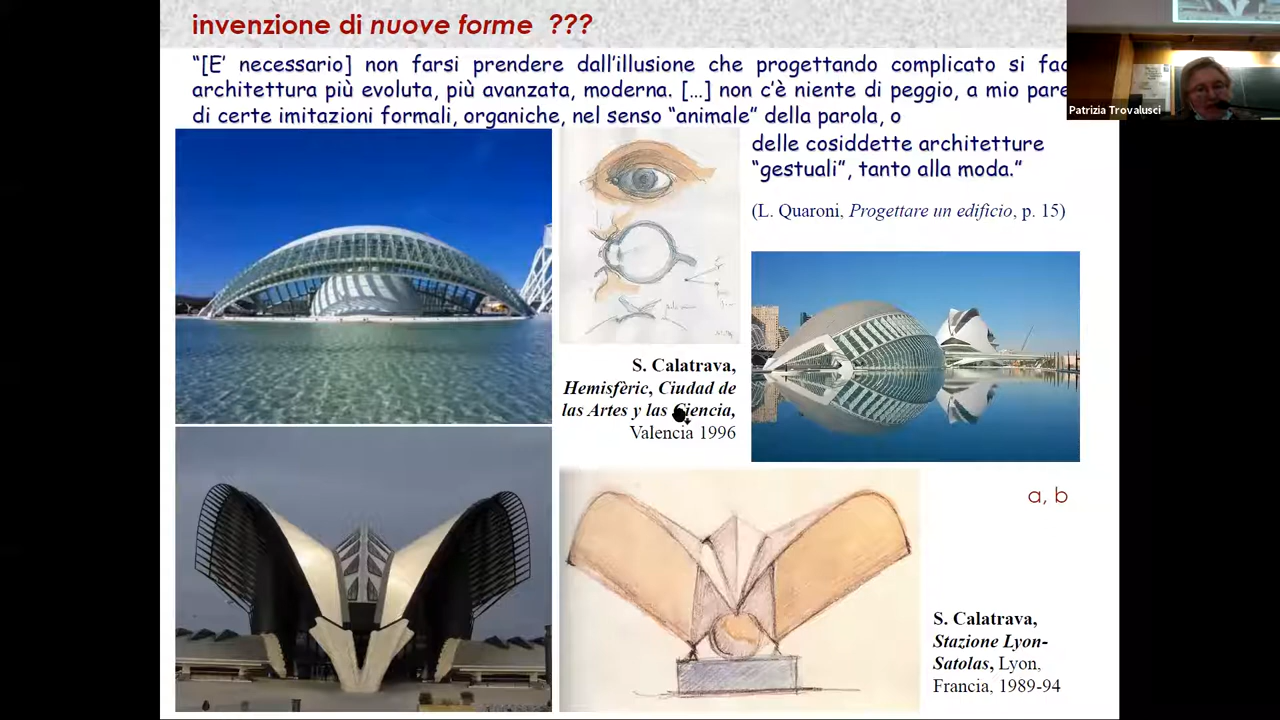 invenzione di nuove forme ???
“[E’ necessario] non farsi prendere dall’illusione che progettando complicato si
architettura più evoluta, più avanzata, moderna. […] non c’è niente di peggio, a mio
di certe imitazioni formali, organiche, nel senso “animale” della parola, o
delle cosiddette architetture
“gestuali”, tanto alla moda.”
(L. Quaroni, Progettare un edificio, p. 15)
Patrizia Trovalusci
S. Calatrava,
Hemisfèric, Ciudad de
las Artes y las Ciencia,
Valencia 1996
a, b
S. Calatrava,
Stazione Lyon-
Satolas, Lyon,
Francia, 1989-94